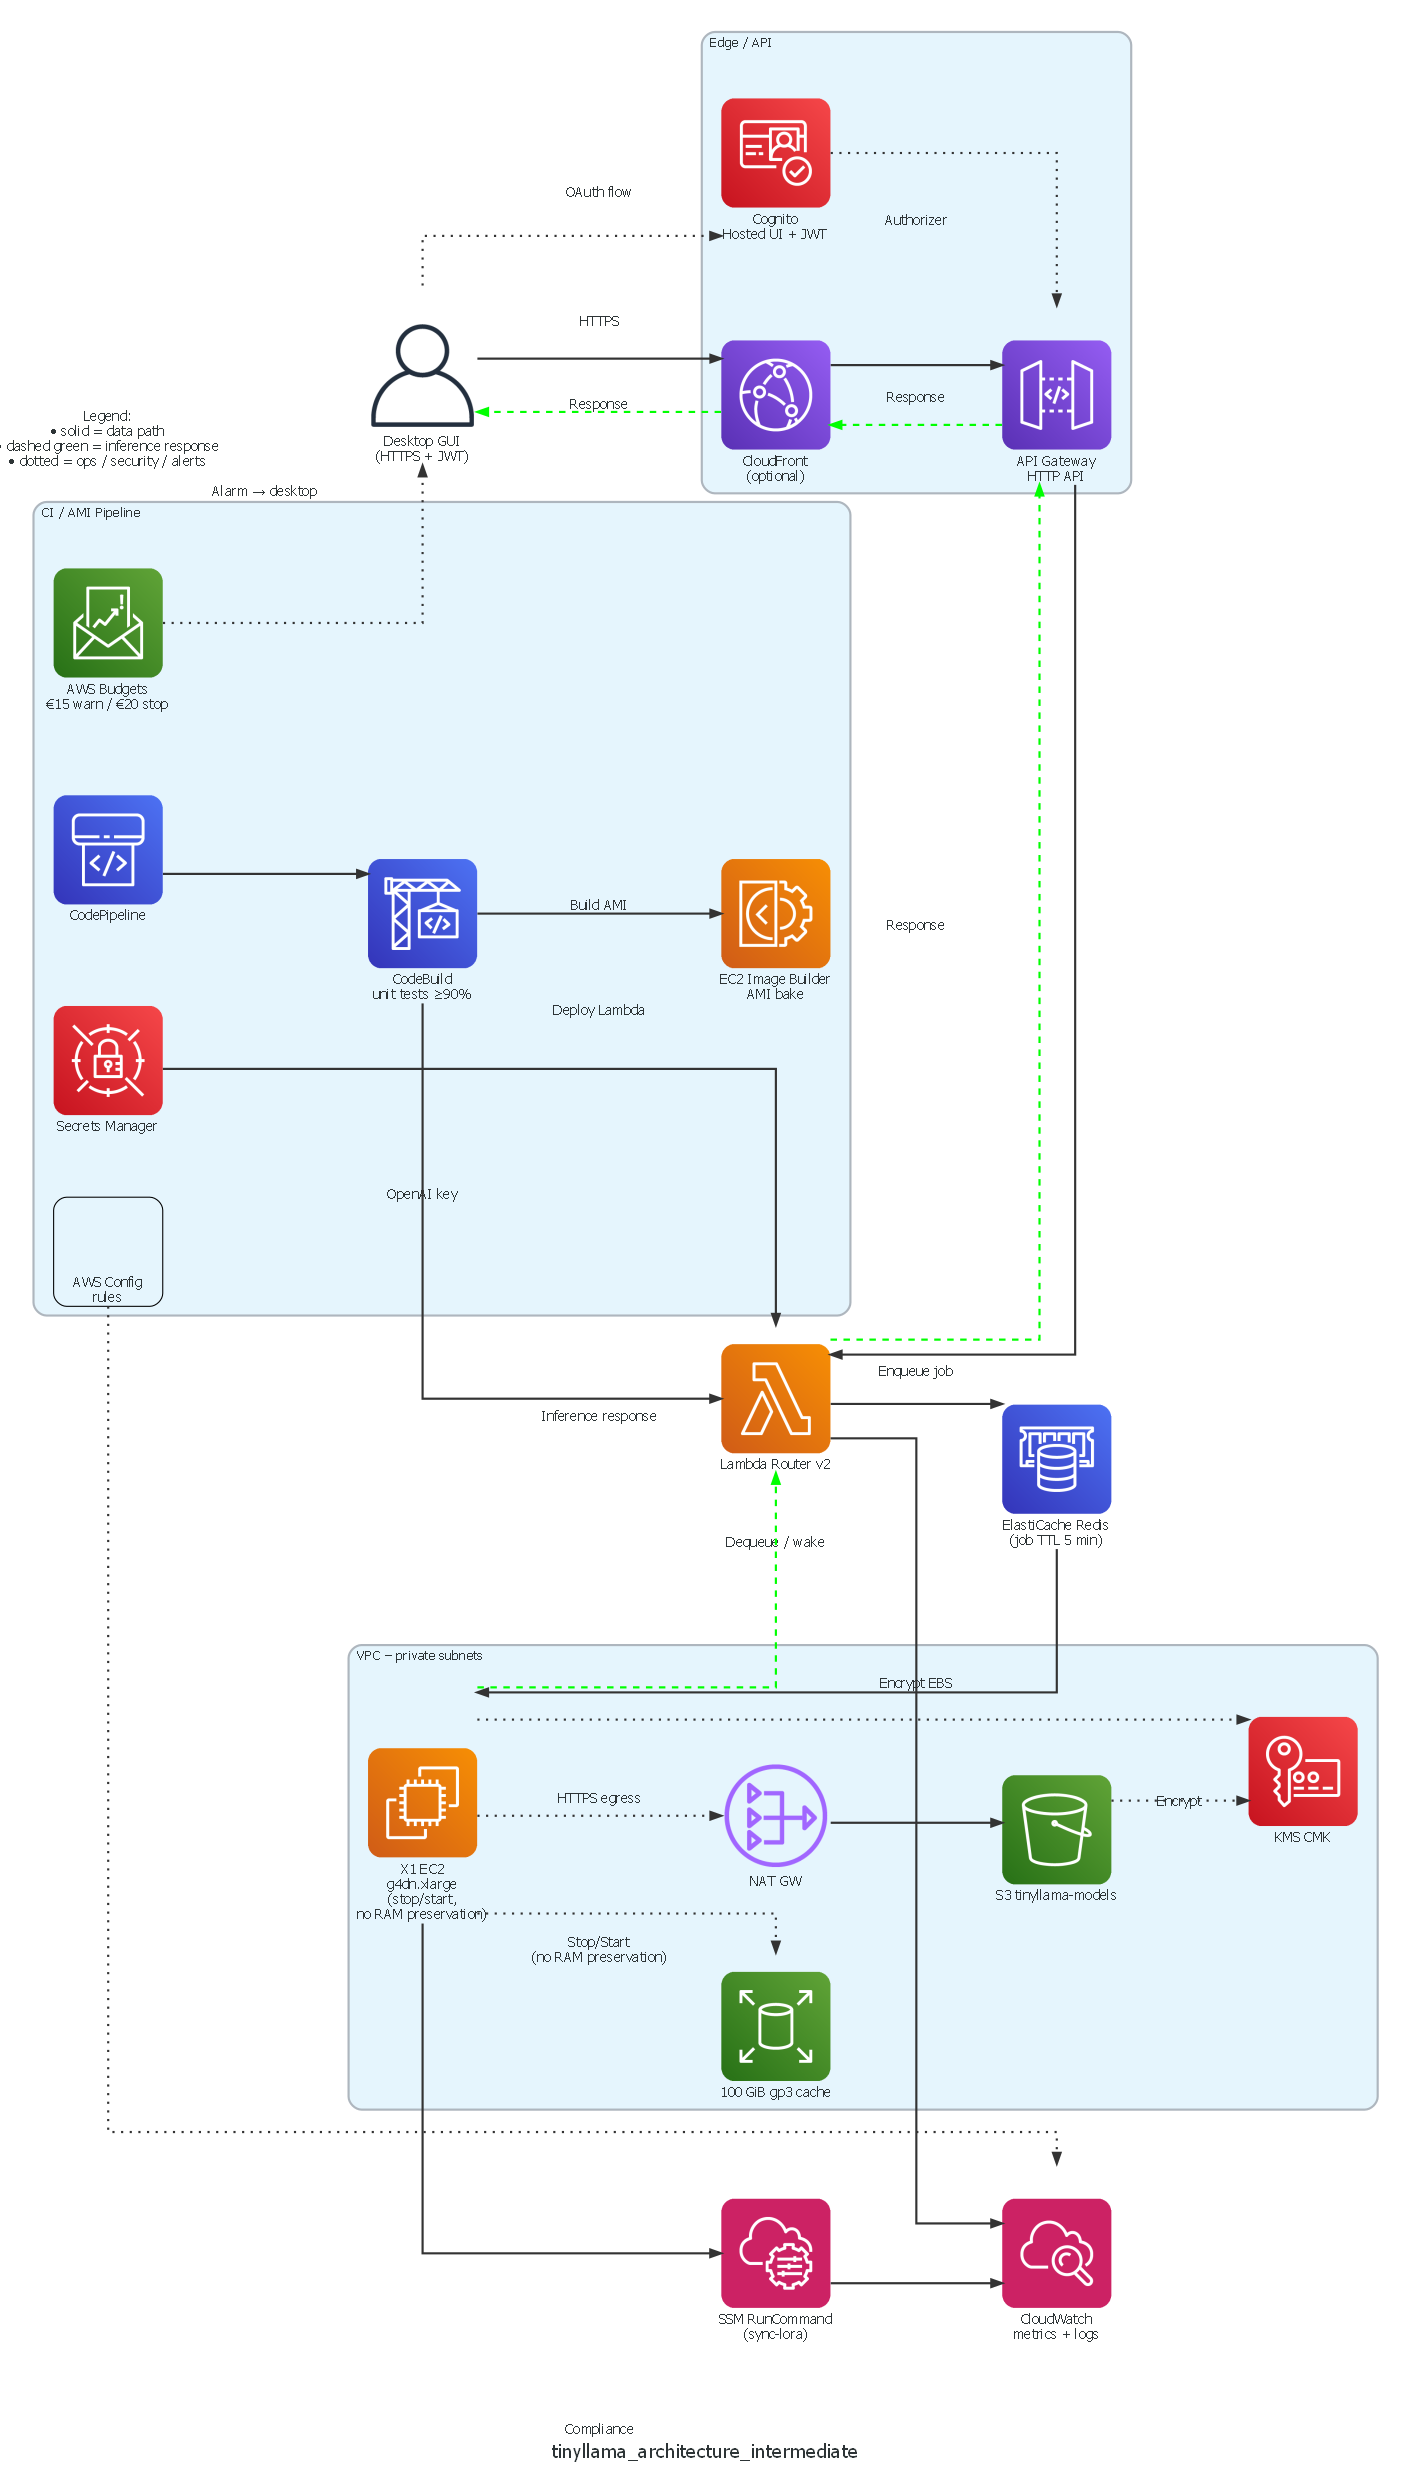 Edge / API
Cognito
Hosted UI + JWT
OAuth flow
Authorizer
HTTPS
Response
Response
Desktop GUI
(HTTPS + JWT)
CloudFront
(optional)
API Gateway
HTTP API
Legend:
• solid = data path
• dashed green = inference response
• dotted = ops / security / alerts
Alarm → desktop
CI / AMI Pipeline
AWS Budgets
€15 warn / €20 stop
CodePipeline
CodeBuild
unit tests ≥90%
Build AMI
EC2 Image Builder
AMI bake
Response
Deploy Lambda
Secrets Manager
OpenAI key
AWS Config
rules
Enqueue job
Inference response
Lambda Router v2
ElastiCache Redis
(job TTL 5 min)
Dequeue / wake
VPC – private subnets
Encrypt EBS
HTTPS egress
Encrypt
KMS CMK
X1 EC2
g4dn.xlarge
(stop/start,
no RAM preservation)
NAT GW
S3 tinyllama-models
Stop/Start
(no RAM preservation)
100 GiB gp3 cache
SSM RunCommand
(sync-lora)
CloudWatch
metrics + logs
Compliance
tinyllama_architecture_intermediate